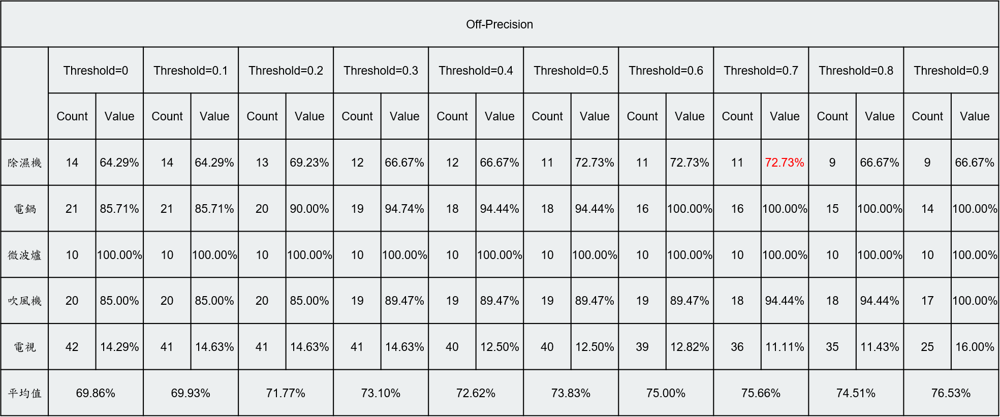 Off-Precision
Threshold=0 Threshold=0.1 Threshold=0.2 Threshold=0.3 Threshold=0.4 Threshold=0.5 Threshold=0.6 Threshold=0.7 Threshold=0.8 Threshold=0.9
Count Value Count Value Count Value Count Value Count Value Count Value Count Value Count Value Count Value Count Value
除濕機 14 64.29% 14 64.29% 13 69.23% 12 66.67% 12 66.67% 11 72.73% 11 72.73% 11 72.73% 9 66.67% 9 66.67%
電鍋 21 85.71% 21 85.71% 20 90.00% 19 94.74% 18 94.44% 18 94.44% 16 100.00% 16 100.00% 15 100.00% 14 100.00%
微波爐 10 100.00% 10 100.00% 10 100.00% 10 100.00% 10 100.00% 10 100.00% 10 100.00% 10 100.00% 10 100.00% 10 100.00%
吹風機 20 85.00% 20 85.00% 20 85.00% 19 89.47% 19 89.47% 19 89.47% 19 89.47% 18 94.44% 18 94.44% 17 100.00%
電視 42 14.29% 41 14.63% 41 14.63% 41 14.63% 40 12.50% 40 12.50% 39 12.82% 36 11.11% 35 11.43% 25 16.00%
平均值 69.86% 69.93% 71.77% 73.10% 72.62% 73.83% 75.00% 75.66% 74.51% 76.53%